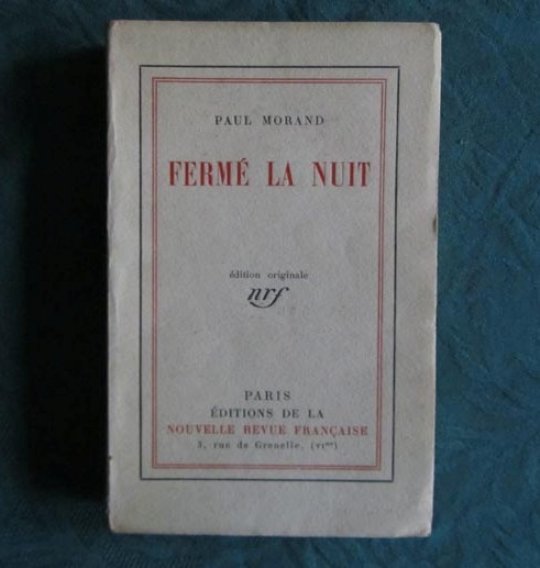 PAUL MORAND
FERMÉ LA NUIT
édition originale
nrf
PARIS
ÉDITIONS DE LA
NOUVELLE REVUE FRANÇAISE
3, rue de Grenelle, (VIme)